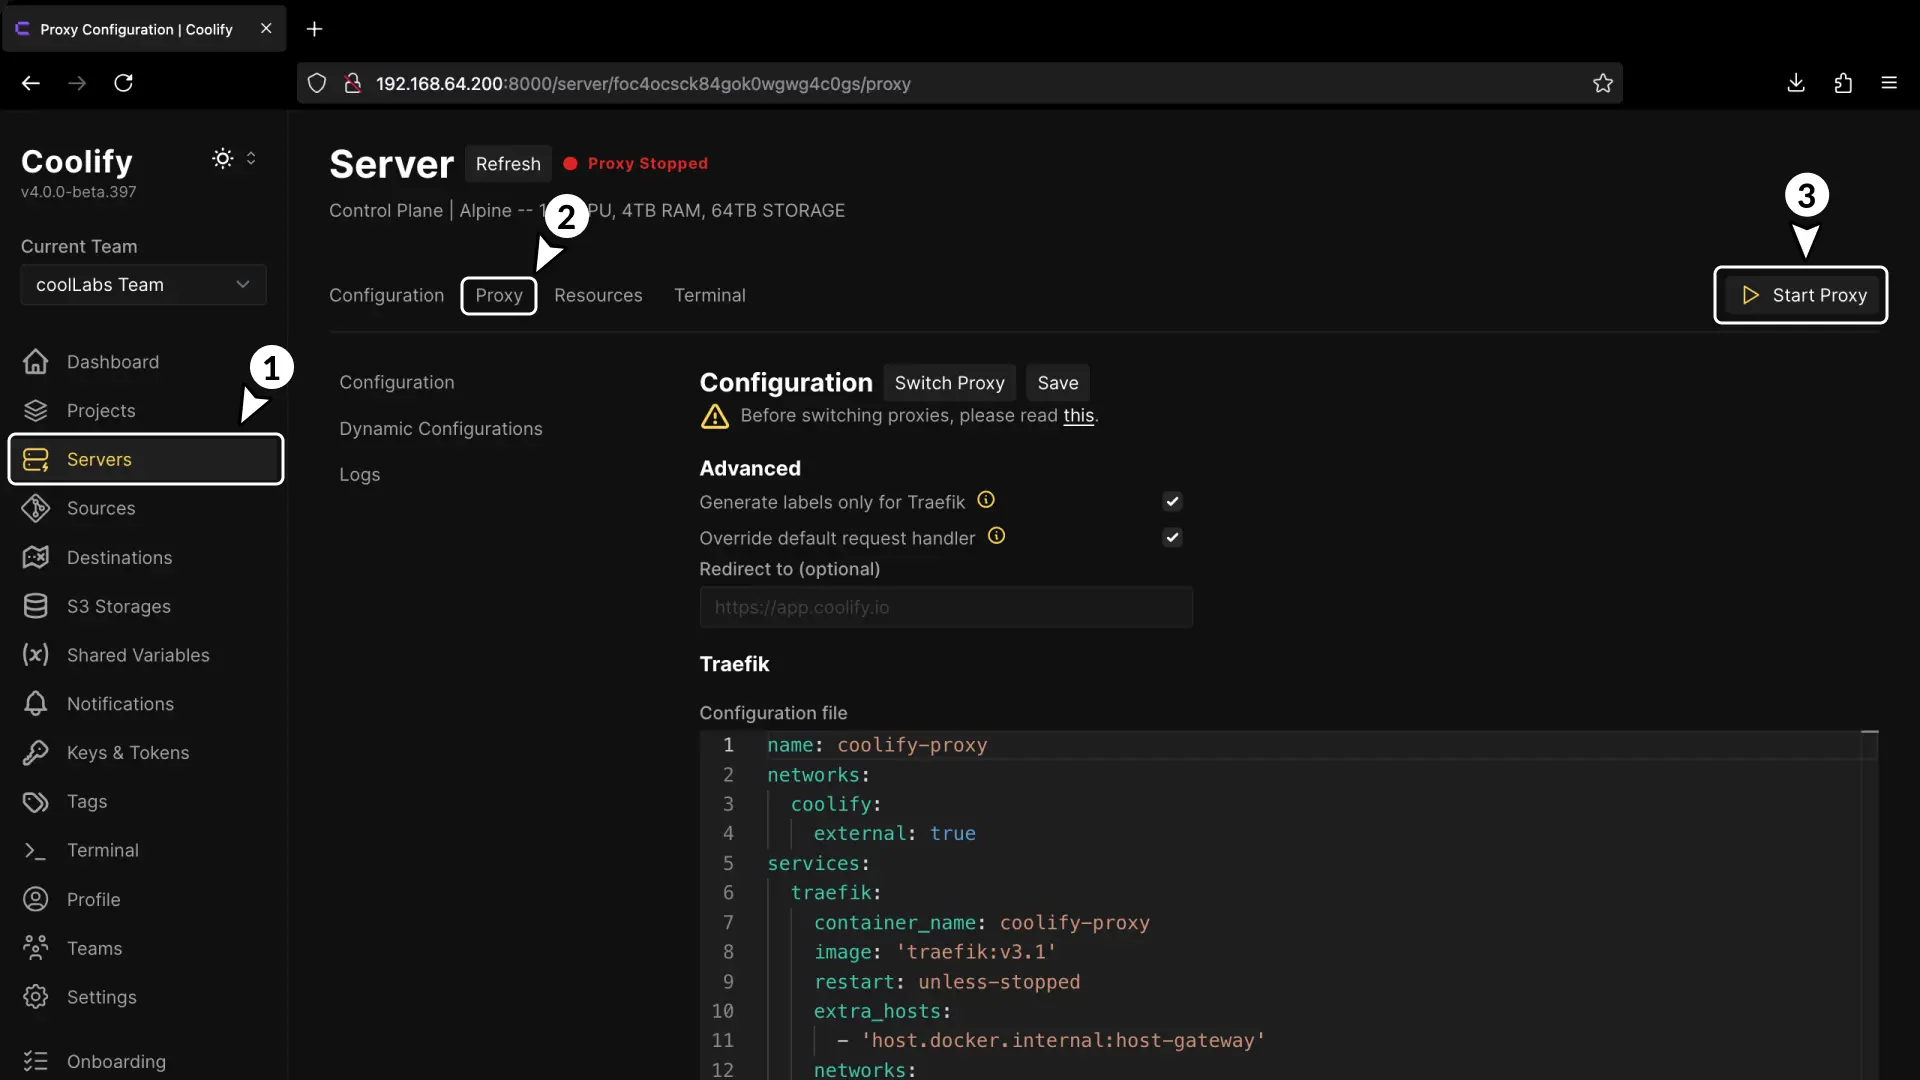 Proxy Configuration | Coolify
192.168.64.200:8000/server/foc4ocsck84gok0wgwg4c0gs/proxy
Coolify
v4.0.0-beta.397
Current Team
coolLabs Team
Dashboard
1
Projects
Servers
Sources
Destinations
S3 Storages
Shared Variables
Notifications
Keys & Tokens
Tags
Terminal
Profile
Teams
Settings
Onboarding
Server Refresh Proxy Stopped
Control Plane | Alpine -- 1 PU, 4TB RAM, 64TB STORAGE
2
3
Configuration Proxy Resources Terminal
Start Proxy
Configuration
Dynamic Configurations
Logs
Configuration Switch Proxy Save
Before switching proxies, please read this.
Advanced
Generate labels only for Traefik
Override default request handler
Redirect to (optional)
https://app.coolify.io
Traefik
Configuration file
1 name: coolify-proxy
2 networks:
3 coolify:
4 external: true
5 services:
6 traefik:
7 container_name: coolify-proxy
8 image: 'traefik:v3.1'
9 restart: unless-stopped
10 extra_hosts:
11 - 'host.docker.internal:host-gateway'
12 networks: